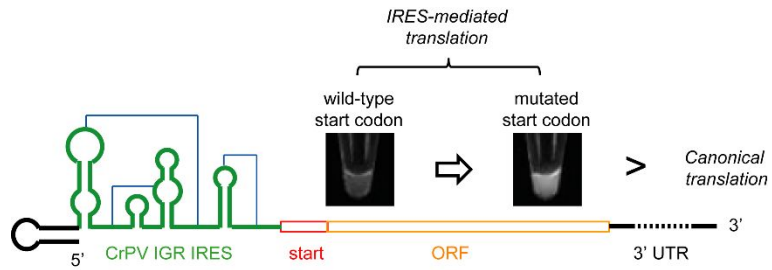 IRES-mediated
translation
wild-type
start codon
mutated
start codon
>
Canonical
translation
5’
CrPV IGR IRES
start
ORF
3’ UTR
3’